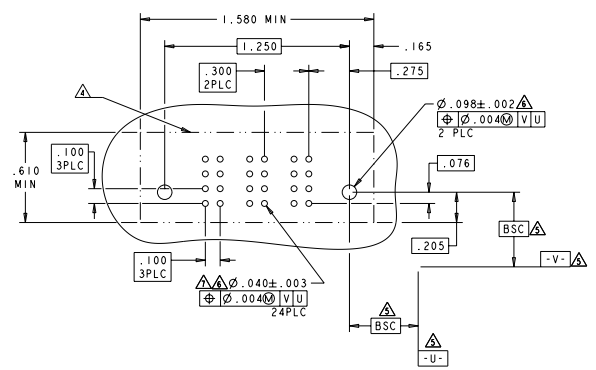 1.580 MIN
1.250
.165
.300
2PLC
.275
4
Ø.098±.002 6
⌖ Ø.004Ⓜ V U
2 PLC
.100
3PLC
.610
MIN
.076
BSC 5
.205
-V- 5
.100
3PLC
7 6 Ø.040±.003
⌖ Ø.004Ⓜ V U
24PLC
5
BSC
5
-U-